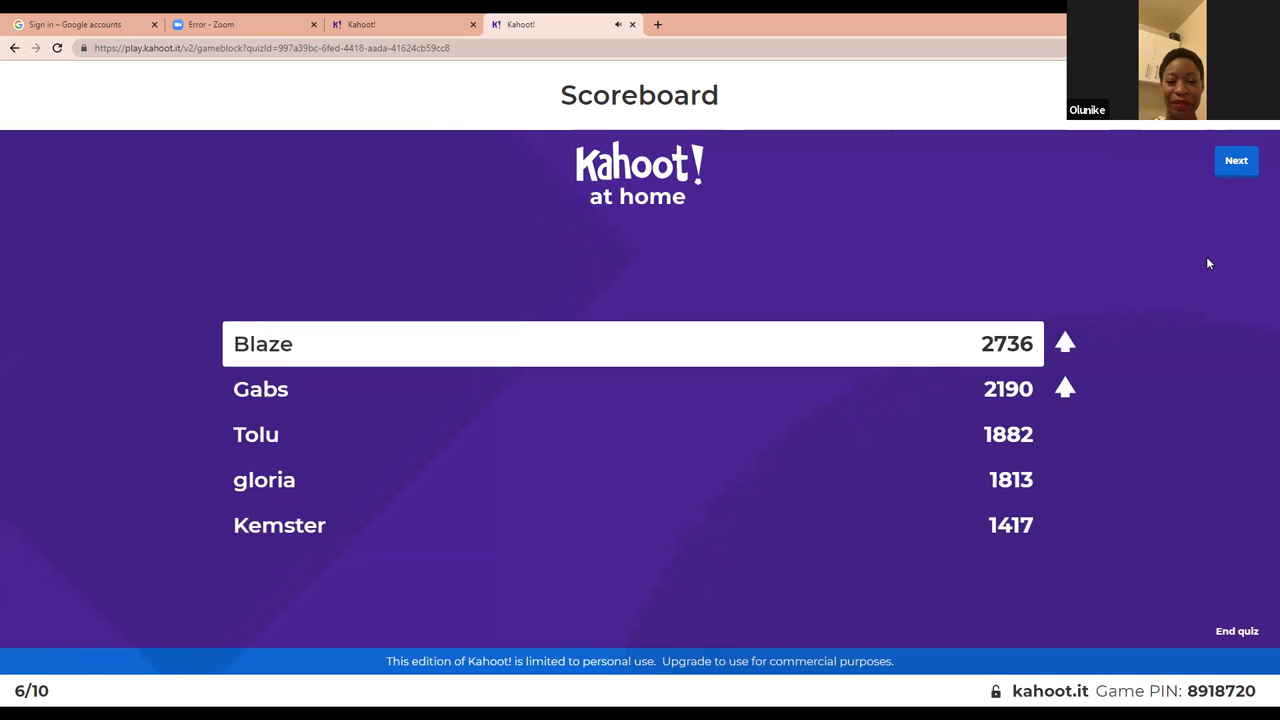 Sign in – Google accounts
Error - Zoom
Kahoot!
Kahoot!
https://play.kahoot.it/v2/gameblock?quizId=997a39bc-6fed-4418-aada-41624cb59cc8
Olunike
Scoreboard
Kahoot!
at home
Next
Blaze 2736
Gabs 2190
Tolu 1882
gloria 1813
Kemster 1417
End quiz
This edition of Kahoot! is limited to personal use. Upgrade to use for commercial purposes.
6/10 kahoot.it Game PIN: 8918720